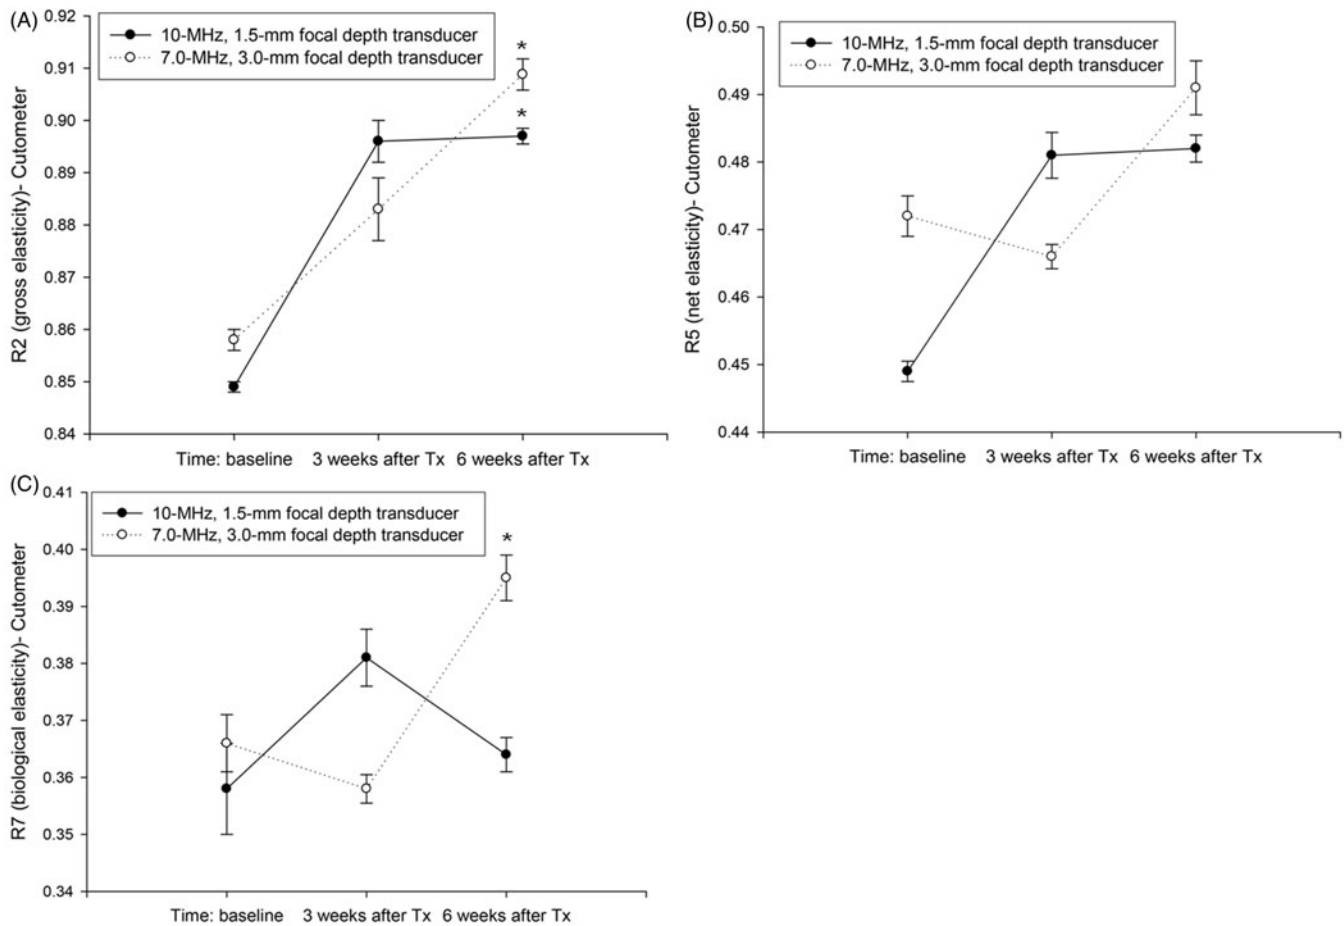 (A)
R2 (gross elasticity)- Cutometer
0.92
0.91
0.90
0.89
0.88
0.87
0.86
0.85
0.84
10-MHz, 1.5-mm focal depth transducer
7.0-MHz, 3.0-mm focal depth transducer
*
*
Time: baseline 3 weeks after Tx 6 weeks after Tx
(B)
R5 (net elasticity)- Cutometer
0.50
0.49
0.48
0.47
0.46
0.45
0.44
10-MHz, 1.5-mm focal depth transducer
7.0-MHz, 3.0-mm focal depth transducer
Time: baseline 3 weeks after Tx 6 weeks after Tx
(C)
R7 (biological elasticity)- Cutometer
0.41
0.40
0.39
0.38
0.37
0.36
0.35
0.34
10-MHz, 1.5-mm focal depth transducer
7.0-MHz, 3.0-mm focal depth transducer
*
Time: baseline 3 weeks after Tx 6 weeks after Tx